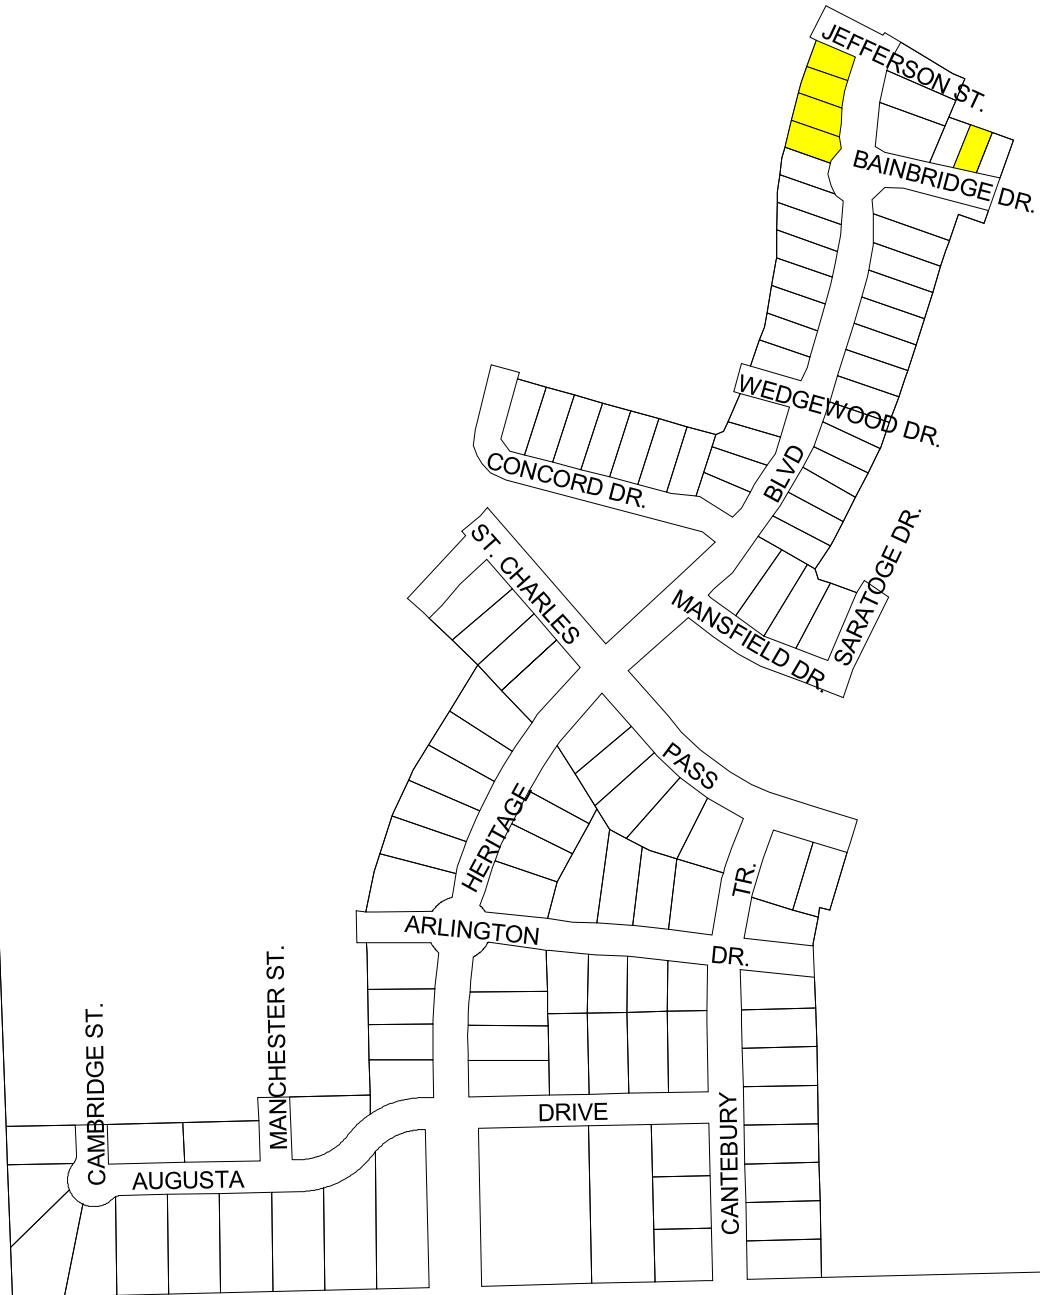 JEFFERSON ST.
BAINBRIDGE DR.
WEDGEWOOD DR.
BLVD
CONCORD DR.
ST. CHARLES
SARATOGE DR.
MANSFIELD DR.
PASS
HERITAGE
TR.
ARLINGTON
DR.
MANCHESTER ST.
CAMBRIDGE ST.
DRIVE
CANTEBURY
AUGUSTA